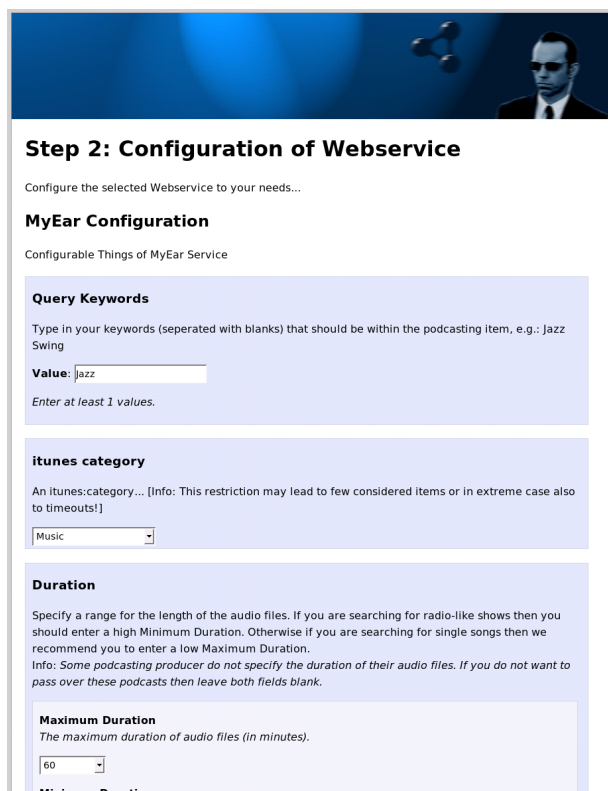 Step 2: Configuration of Webservice
Configure the selected Webservice to your needs...
MyEar Configuration
Configurable Things of MyEar Service
Query Keywords
Type in your keywords (seperated with blanks) that should be within the podcasting item, e.g.: Jazz
Swing
Value: Jazz
Enter at least 1 values.
itunes category
An itunes:category... [Info: This restriction may lead to few considered items or in extreme case also
to timeouts!]
Music
Duration
Specify a range for the length of the audio files. If you are searching for radio-like shows then you
should enter a high Minimum Duration. Otherwise if you are searching for single songs then we
recommend you to enter a low Maximum Duration.
Info: Some podcasting producer do not specify the duration of their audio files. If you do not want to
pass over these podcasts then leave both fields blank.
Maximum Duration
The maximum duration of audio files (in minutes).
60
Minimum Duration